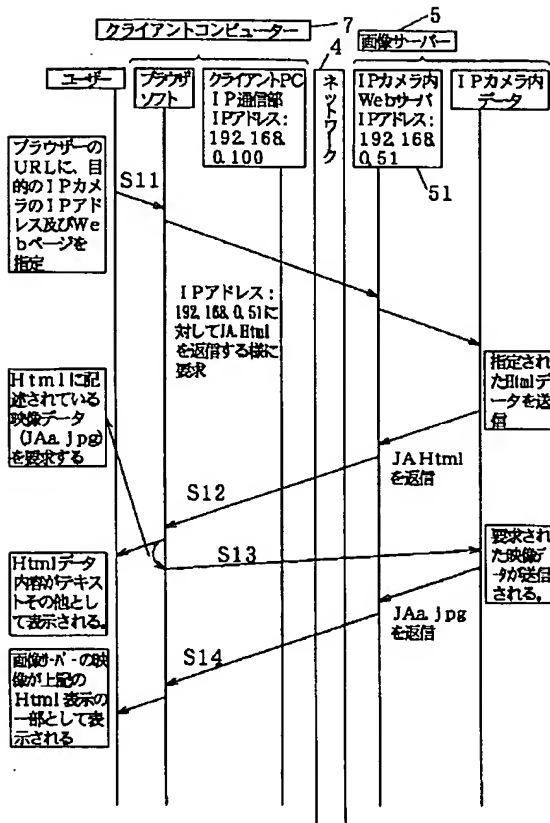 クライアントコンピューター
7
5
画像サーバー
4
ユーザー
ブラウザ
ソフト
クライアントPC
IP通信部
IPアドレス:
192.168.
0.100
ネットワーク
IPカメラ内
Webサーバ
IPアドレス:
192.168.
0.51
IPカメラ内
データ
51
ブラウザーの
URLに、目
的のIPカメ
ラのIPアド
レス及びWe
bページを
指定
S11
IPアドレス:
192.168.0.51に
対してJA.Html
を返信する様に
要求
指定され
たHtmlデ
ータを送
信
Htmlに記
述されている
映像データ
(JAa.jpg)
を要求する
JA.Html
を返信
S12
S13
要求され
た映像デ
ータが送信
される。
Htmlデータ
内容がテキス
トその他とし
て表示される。
JAa.jpg
を返信
S14
画像サーバーの映
像が上記の
Html表示の
一部として表
示される